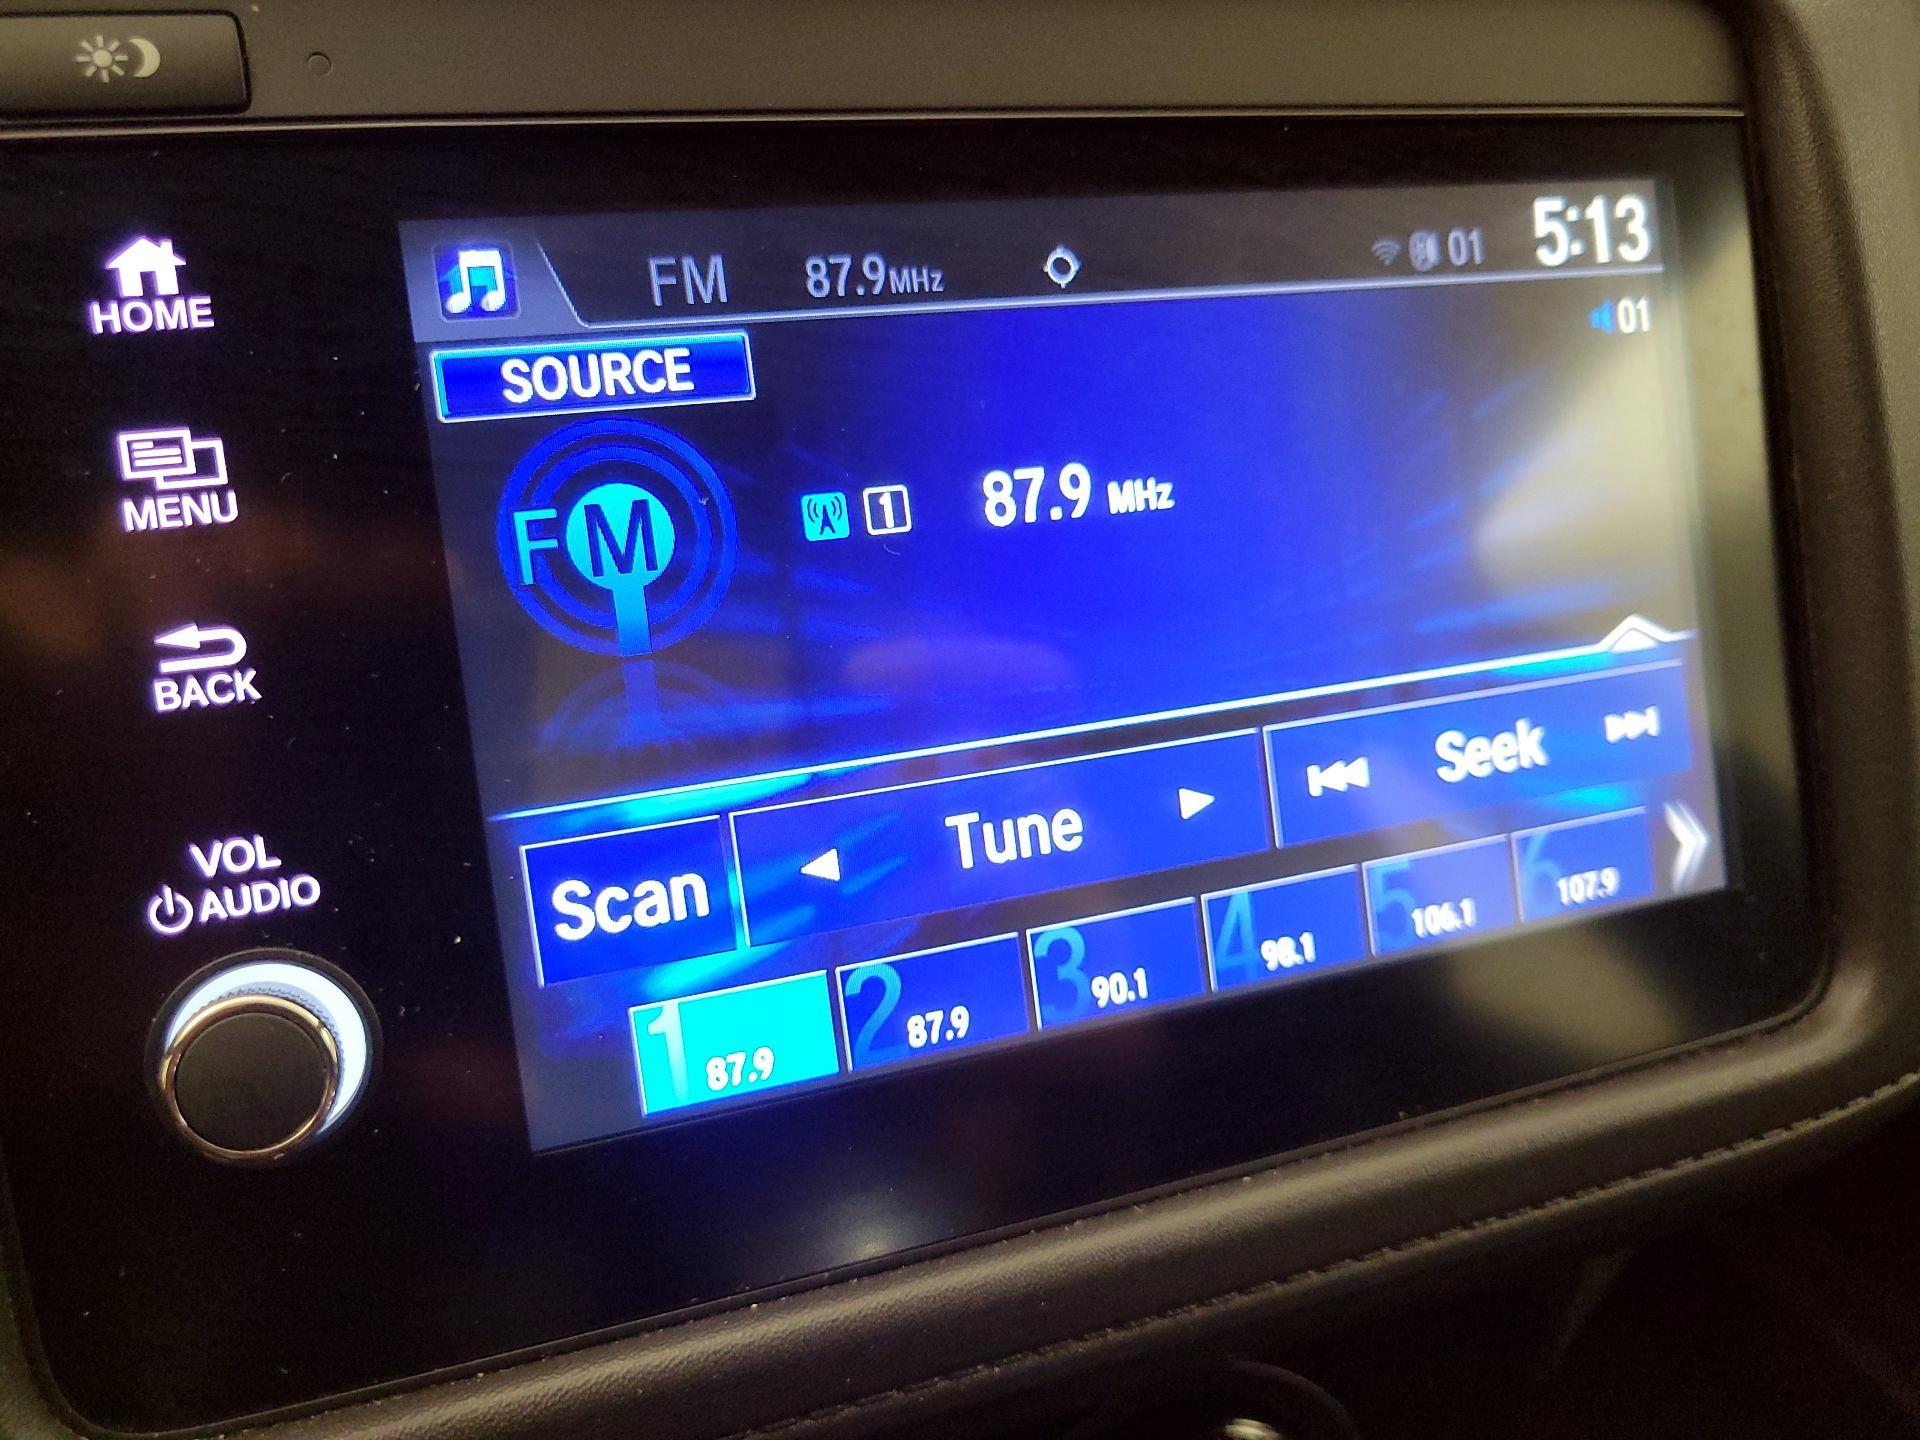 FM 87.9MHz 01 5:13
01
HOME
SOURCE
MENU
FM
1 87.9 MHz
BACK
VOL
AUDIO
Scan Tune Seek
1 87.9 2 87.9 3 90.1 4 98.1 5 106.1 6 107.9